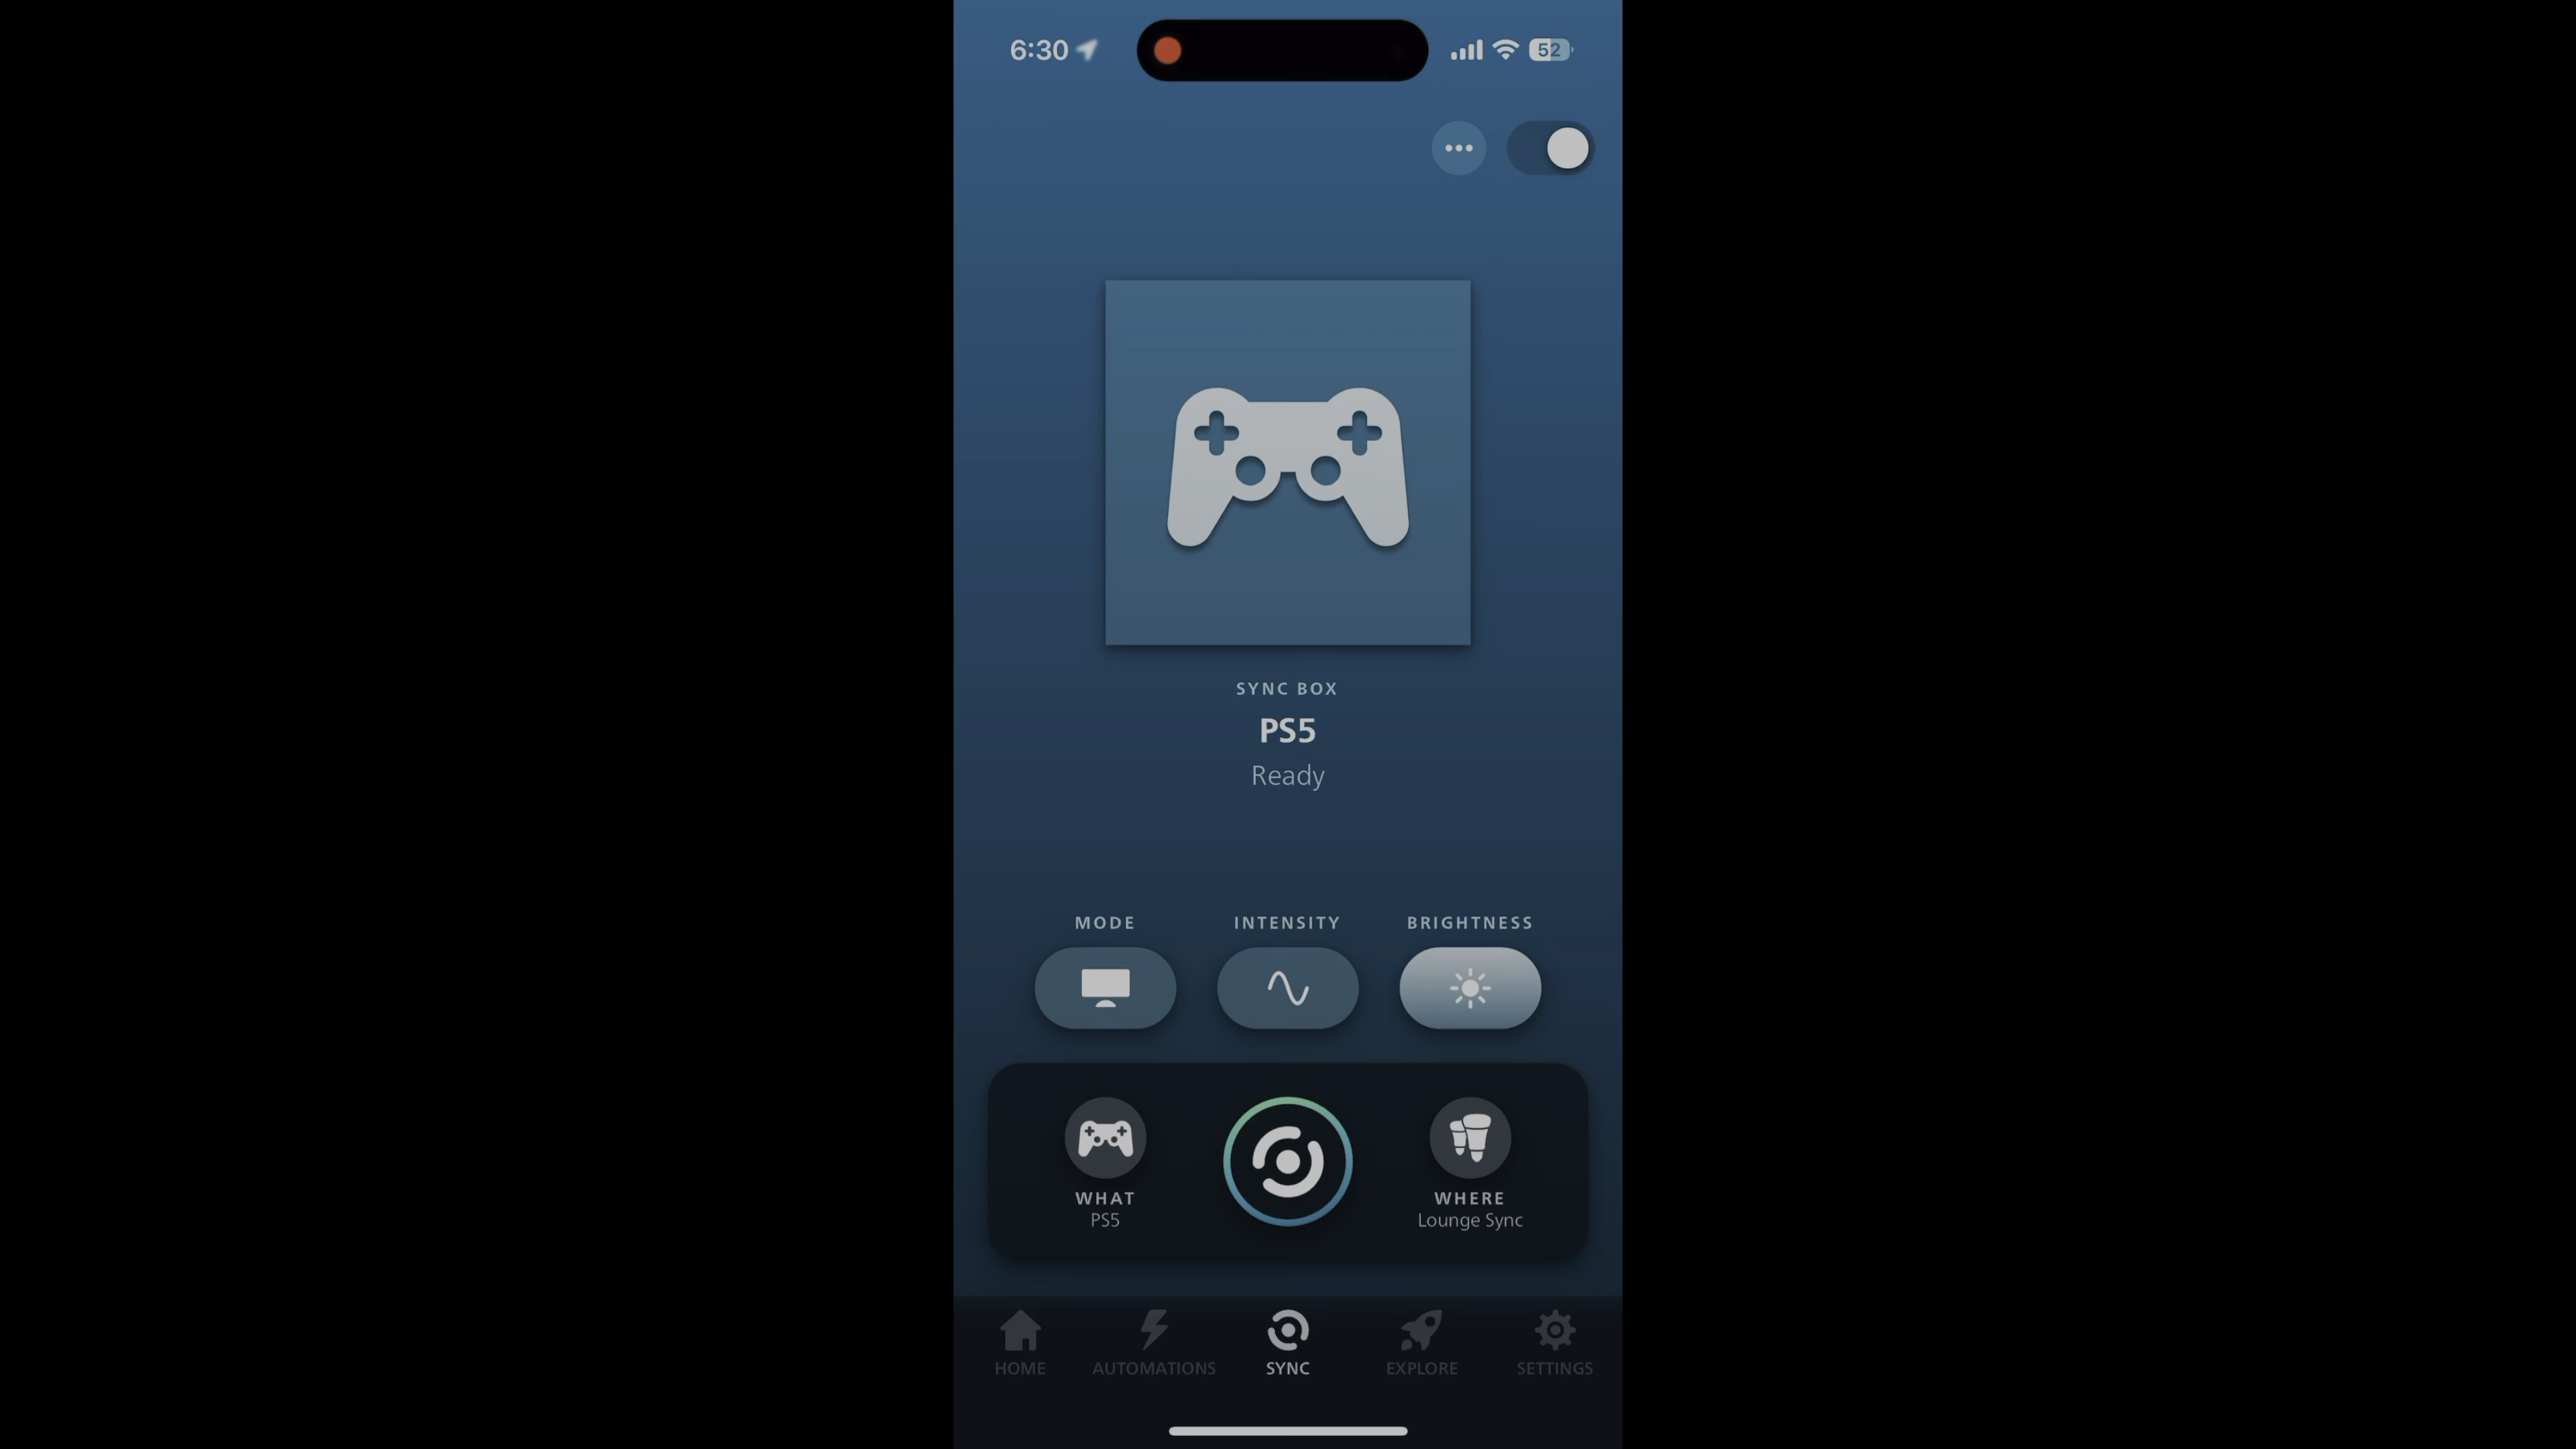 6:30
52
SYNC BOX
PS5
Ready
MODE INTENSITY BRIGHTNESS
WHAT
PS5
WHERE
Lounge Sync
HOME AUTOMATIONS SYNC EXPLORE SETTINGS